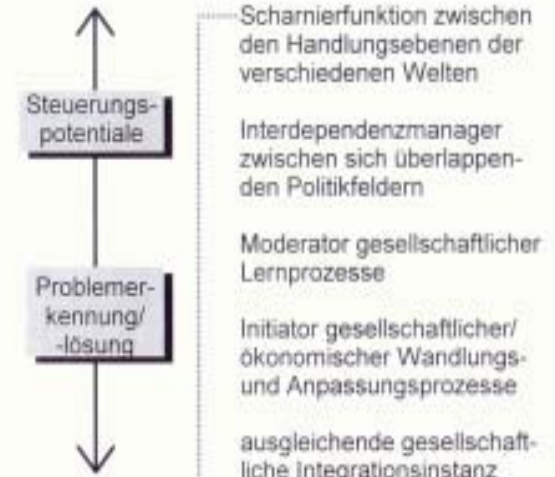 Steuerungs-
potentiale
Problemer-
kennung/
-lösung
Scharnierfunktion zwischen
den Handlungsebenen der
verschiedenen Welten
Interdependenzmanager
zwischen sich überlappen-
den Politikfeldern
Moderator gesellschaftlicher
Lernprozesse
Initiator gesellschaftlicher/
ökonomischer Wandlungs-
und Anpassungsprozesse
ausgleichende gesellschaft-
liche Integrationsinstanz